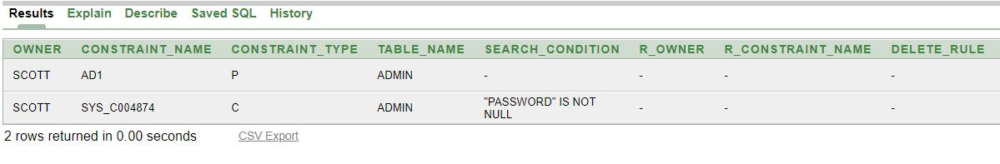 Results Explain Describe Saved SQL History
OWNER CONSTRAINT_NAME CONSTRAINT_TYPE TABLE_NAME SEARCH_CONDITION R_OWNER R_CONSTRAINT_NAME DELETE_RULE
SCOTT AD1 P ADMIN - - - -
SCOTT SYS_C004874 C ADMIN "PASSWORD" IS NOT - - -
NULL
2 rows returned in 0.00 seconds CSV Export